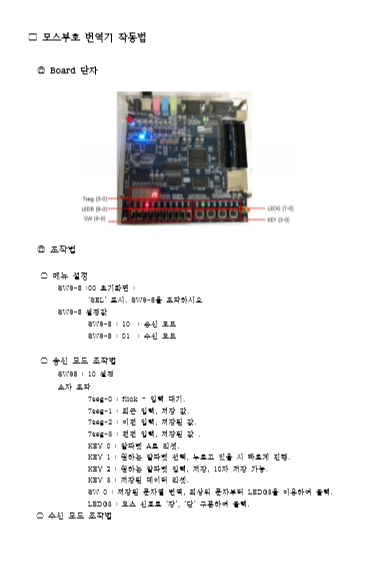 □ 모스부호 번역기 작동법
◎ Board 단자
7seg [3-0]
LEDR [9-0]
SW [9-0]
LEDG [7-0]
KEY [3-0]
◎ 조작법
○ 메뉴 설정
SW9-8 :00 초기화면 :
'SEL' 표시. SW9-8을 조작하시오
SW9-8 설정값
SW9-8 : 10 : 송신 모드
SW9-8 : 01 : 수신 모드
○ 송신 모드 조작법
SW98 : 10 설정
소자 조작
7seg-0 : flick - 입력 대기.
7seg-1 : 최근 입력, 저장 값.
7seg-2 : 이전 입력, 저장된 값.
7seg-3 : 전전 입력, 저장된 값 .
KEY 0 : 알파벳 A로 리셋.
KEY 1 : 원하는 알파벳 선택, 누르고 있을 시 빠르게 진행.
KEY 2 : 원하는 알파벳 입력, 저장, 10자 저장 가능.
KEY 3 : 저장된 데이터 리셋.
SW 0 : 저장된 문자열 번역, 최상위 문자부터 LEDG8을 이용하여 출력.
LEDG8 : 모스 신호로 '장', '단' 구분하여 출력.
○ 수신 모드 조작법